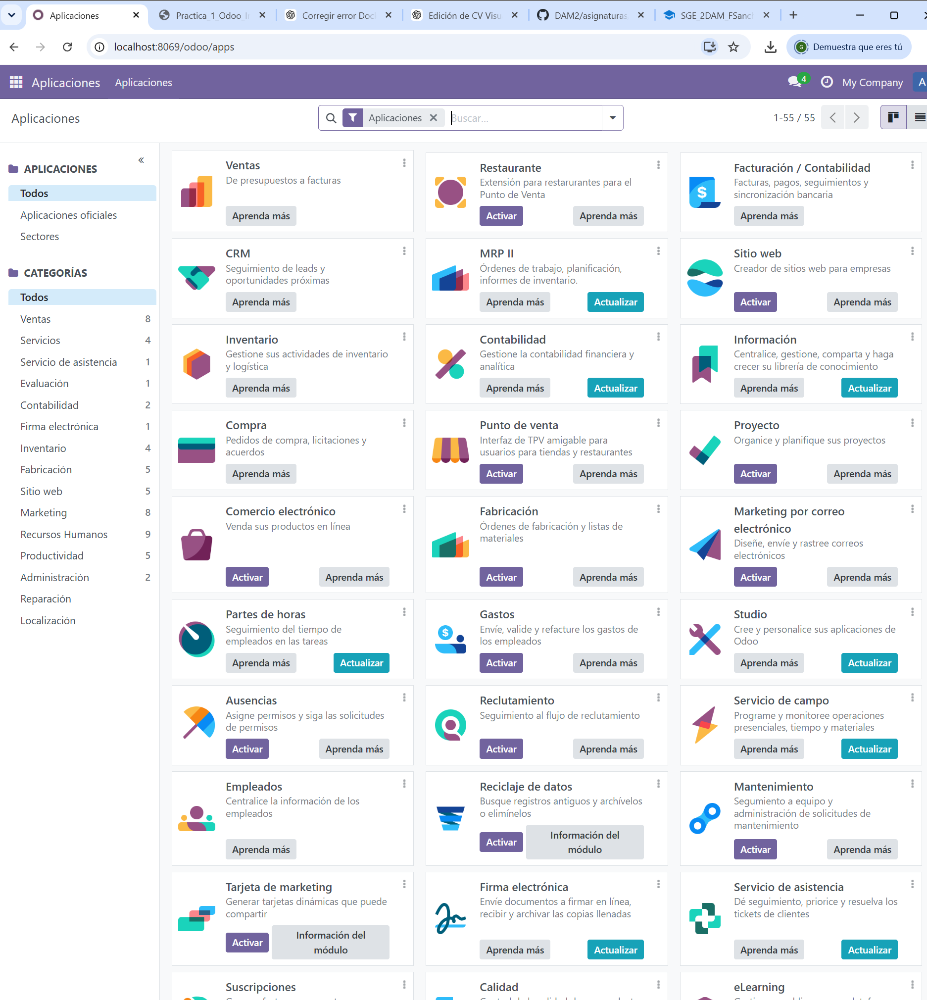 Aplicaciones
Practica_1_Odoo_I
Corregir error Doc
Edición de CV Visu
DAM2/asignaturas
SGE_2DAM_FSanc
localhost:8069/odoo/apps
G
Demuestra que eres tú
Aplicaciones
Aplicaciones
4
My Company
A
Aplicaciones
Aplicaciones
Buscar...
1-55 / 55
APLICACIONES
Todos
Aplicaciones oficiales
Sectores
CATEGORÍAS
Todos
Ventas 8
Servicios 4
Servicio de asistencia 1
Evaluación 1
Contabilidad 2
Firma electrónica 1
Inventario 4
Fabricación 5
Sitio web 5
Marketing 8
Recursos Humanos 9
Productividad 5
Administración 2
Reparación
Localización
Ventas
De presupuestos a facturas
Aprenda más
Restaurante
Extensión para restarurantes para el
Punto de Venta
Activar
Aprenda más
Facturación / Contabilidad
Facturas, pagos, seguimientos y
sincronización bancaria
Aprenda más
CRM
Seguimiento de leads y
oportunidades próximas
Aprenda más
MRP II
Órdenes de trabajo, planificación,
informes de inventario.
Aprenda más
Actualizar
Sitio web
Creador de sitios web para empresas
Activar
Aprenda más
Inventario
Gestione sus actividades de inventario
y logística
Aprenda más
Contabilidad
Gestione la contabilidad financiera y
analítica
Aprenda más
Actualizar
Información
Centralice, gestione, comparta y haga
crecer su librería de conocimiento
Aprenda más
Actualizar
Compra
Pedidos de compra, licitaciones y
acuerdos
Aprenda más
Punto de venta
Interfaz de TPV amigable para
usuarios para tiendas y restaurantes
Activar
Aprenda más
Proyecto
Organice y planifique sus proyectos
Activar
Aprenda más
Comercio electrónico
Venda sus productos en línea
Activar
Aprenda más
Fabricación
Órdenes de fabricación y listas de
materiales
Activar
Aprenda más
Marketing por correo
electrónico
Diseñe, envíe y rastree correos
electrónicos
Activar
Aprenda más
Partes de horas
Seguimiento del tiempo de
empleados en las tareas
Aprenda más
Actualizar
Gastos
Envíe, valide y refacture los gastos de
los empleados
Activar
Aprenda más
Studio
Cree y personalice sus aplicaciones de
Odoo
Aprenda más
Actualizar
Ausencias
Asigne permisos y siga las solicitudes
de permisos
Activar
Aprenda más
Reclutamiento
Seguimiento al flujo de reclutamiento
Activar
Aprenda más
Servicio de campo
Programe y monitoree operaciones
presenciales, tiempo y materiales
Aprenda más
Actualizar
Empleados
Centralice la información de los
empleados
Aprenda más
Reciclaje de datos
Busque registros antiguos y archívelos
o elimínelos
Activar
Información del
módulo
Mantenimiento
Segumiento a equipo y
administración de solicitudes de
mantenimiento
Activar
Aprenda más
Tarjeta de marketing
Generar tarjetas dinámicas que puede
compartir
Activar
Información del
módulo
Firma electrónica
Envíe documentos a firmar en línea,
recibir y archivar las copias llenadas
Aprenda más
Actualizar
Servicio de asistencia
Dé seguimiento, priorice y resuelva los
tickets de clientes
Aprenda más
Actualizar
Suscripciones
Calidad
eLearning